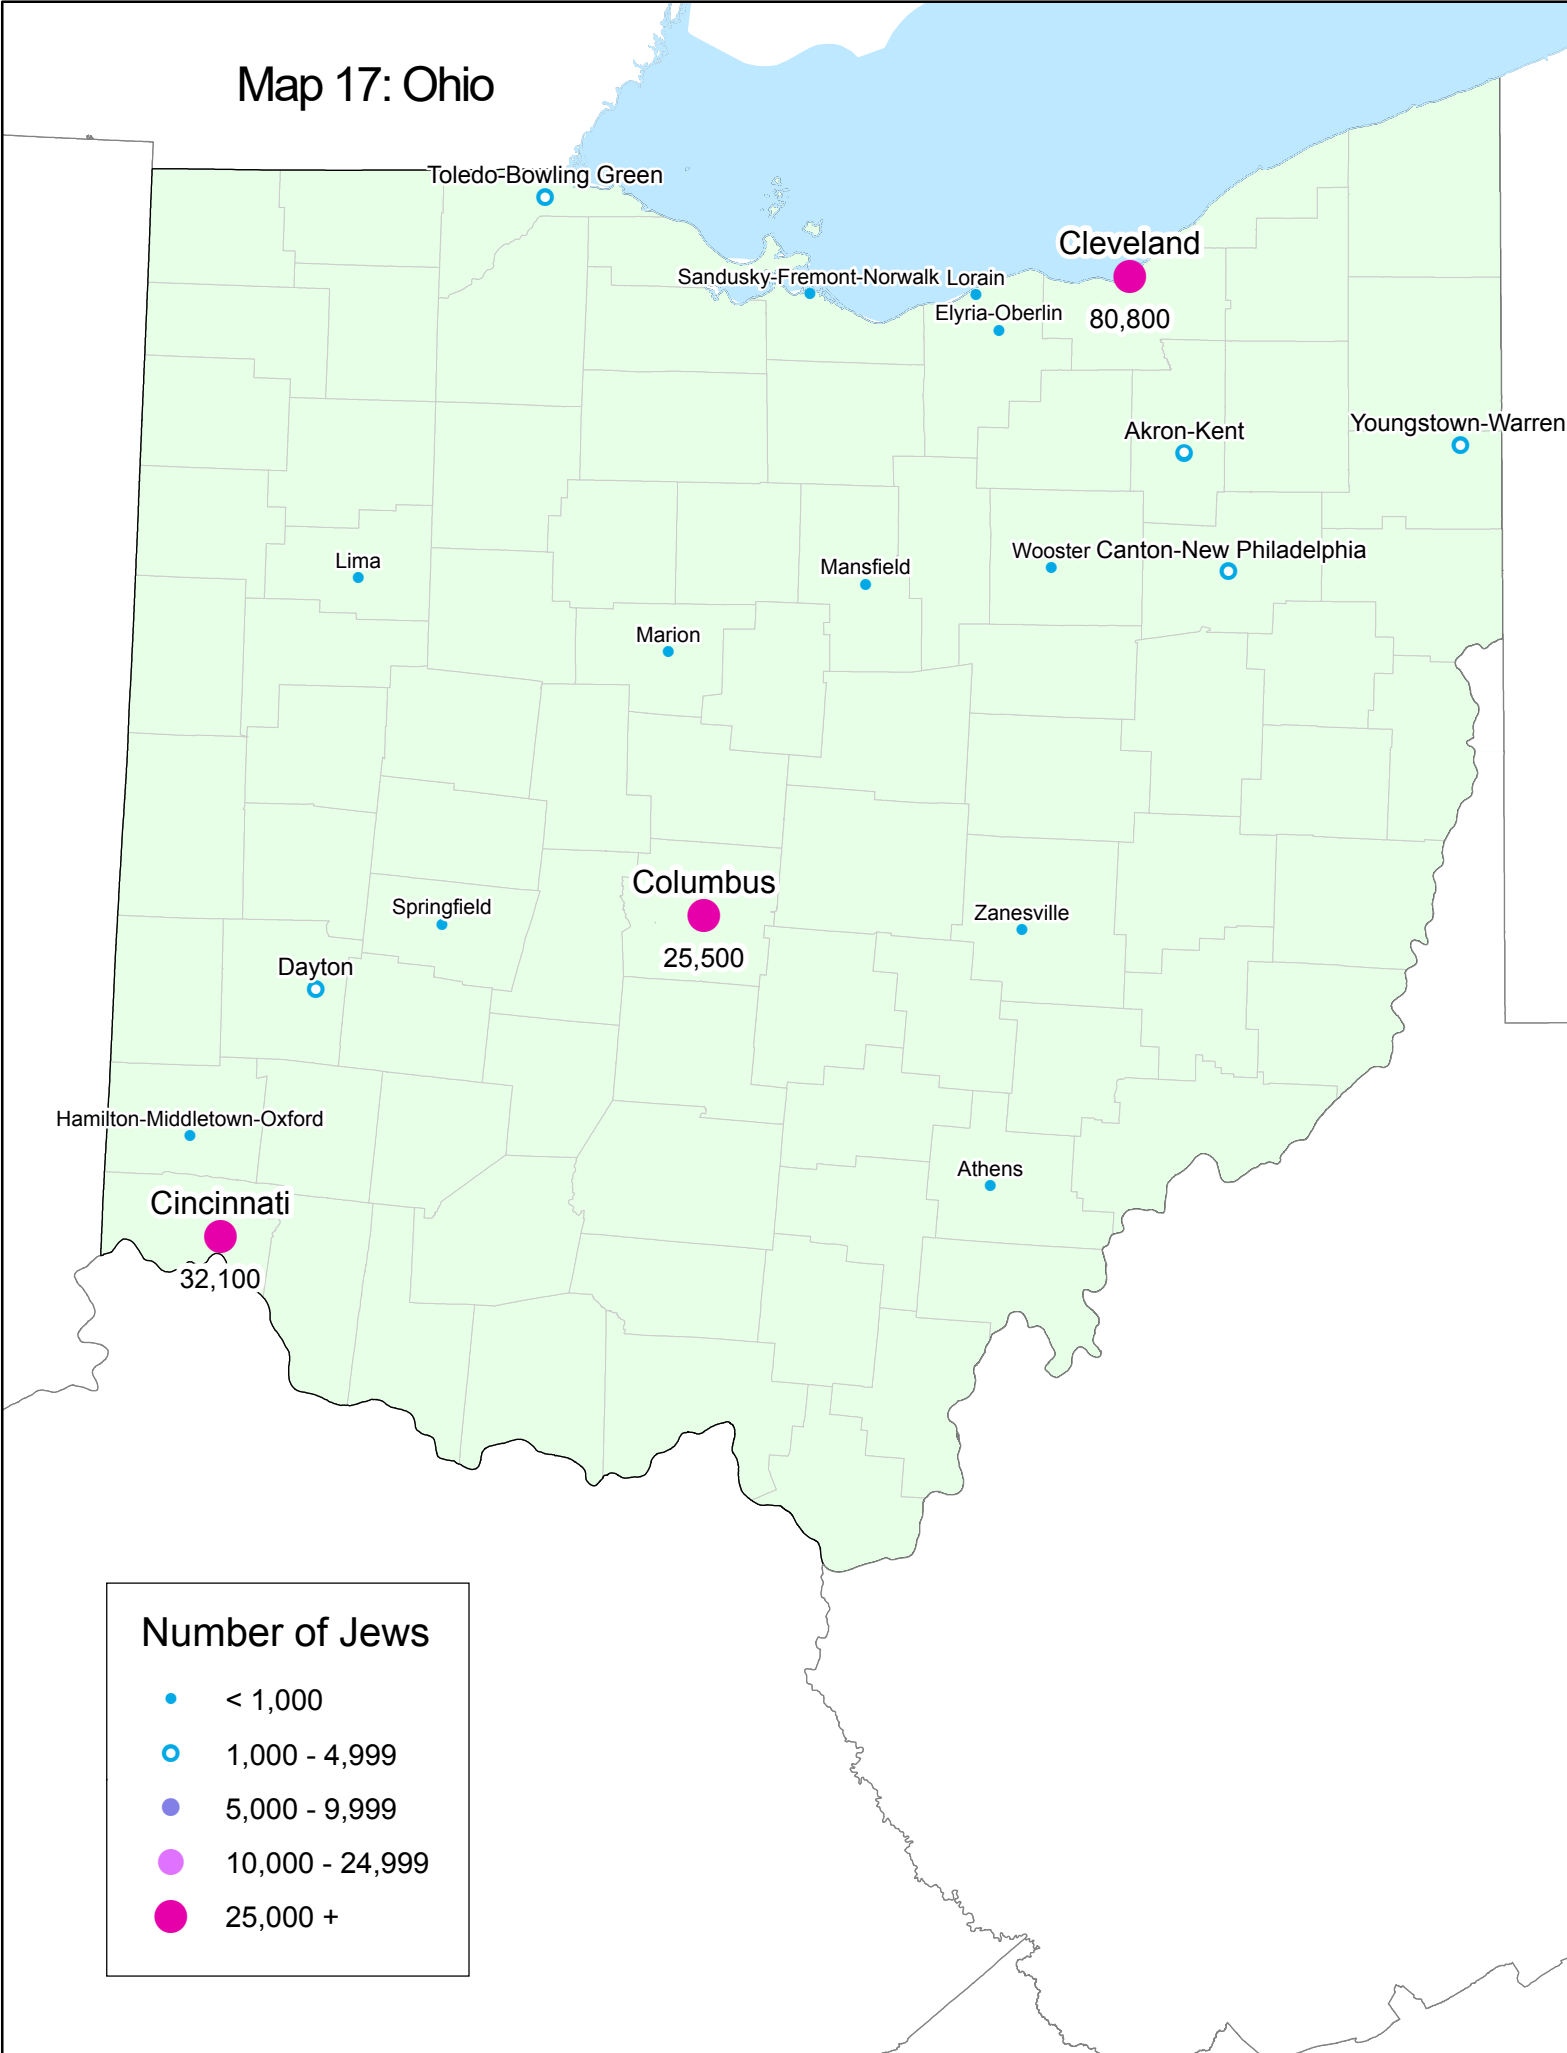 Map 17: Ohio
Toledo-Bowling Green
Cleveland
80,800
Sandusky-Fremont-Norwalk
Lorain
Elyria-Oberlin
Akron-Kent
Youngstown-Warren
Lima
Mansfield
Wooster
Canton-New Philadelphia
Marion
Columbus
25,500
Springfield
Zanesville
Dayton
Hamilton-Middletown-Oxford
Athens
Cincinnati
32,100
Number of Jews
< 1,000
1,000 - 4,999
5,000 - 9,999
10,000 - 24,999
25,000 +